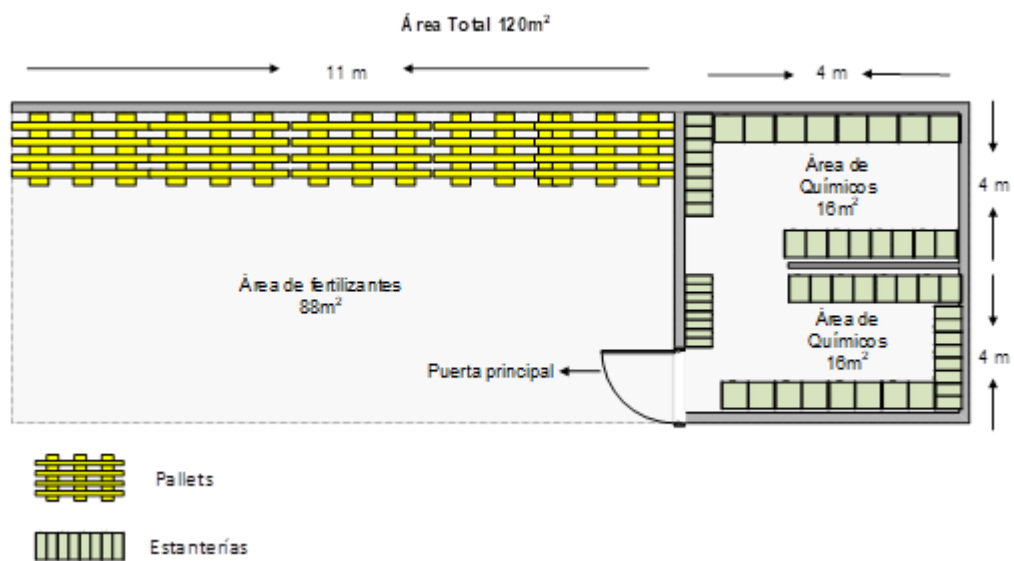 Área Total 120m²
11 m
4 m
Área de
Químicos
16m²
4 m
Área de fertilizantes
88m²
Área de
Químicos
16m²
4 m
Puerta principal
Pallets
Estanterías